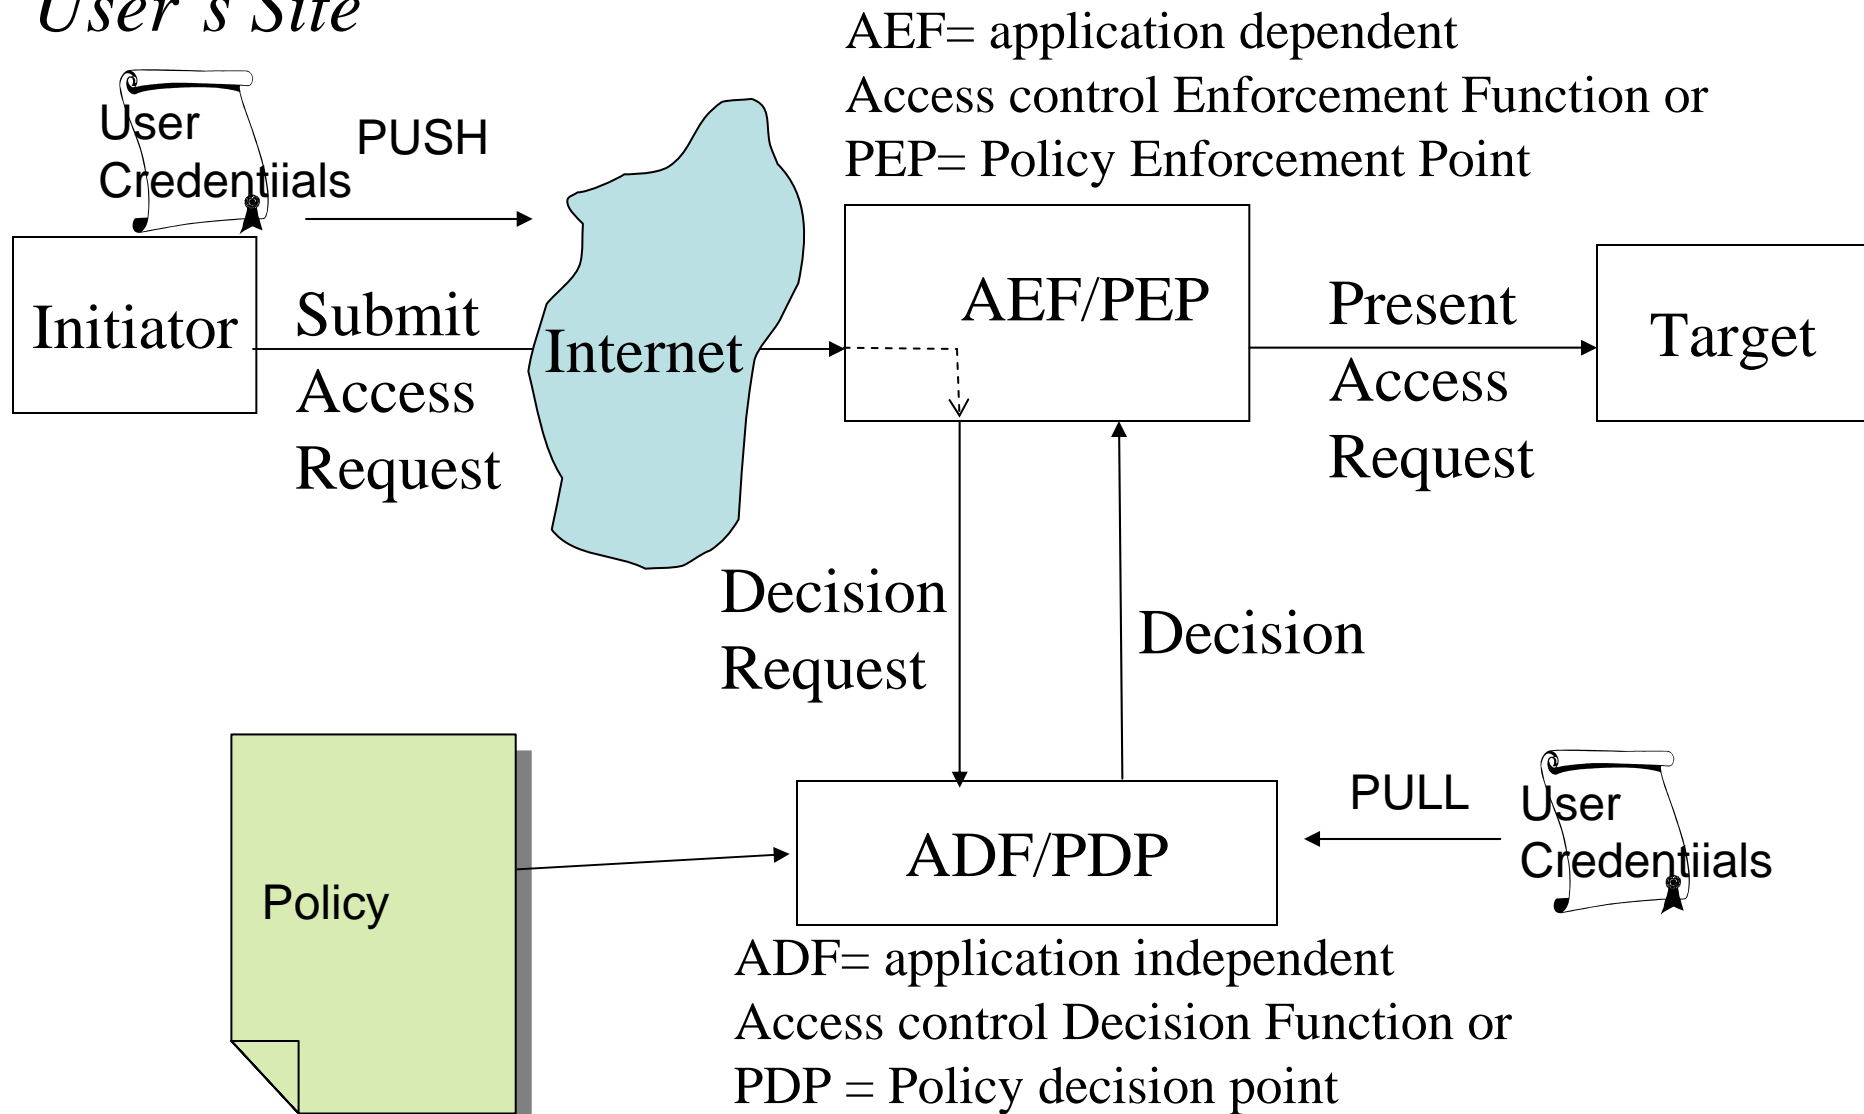 User's Site
AEF= application dependent
Access control Enforcement Function or
PEP= Policy Enforcement Point
User
Credentiials
PUSH
Initiator
Submit
Access
Request
Internet
AEF/PEP
Present
Access
Request
Target
Decision
Request
Decision
Policy
ADF/PDP
PULL
User
Credentiials
ADF= application independent
Access control Decision Function or
PDP = Policy decision point